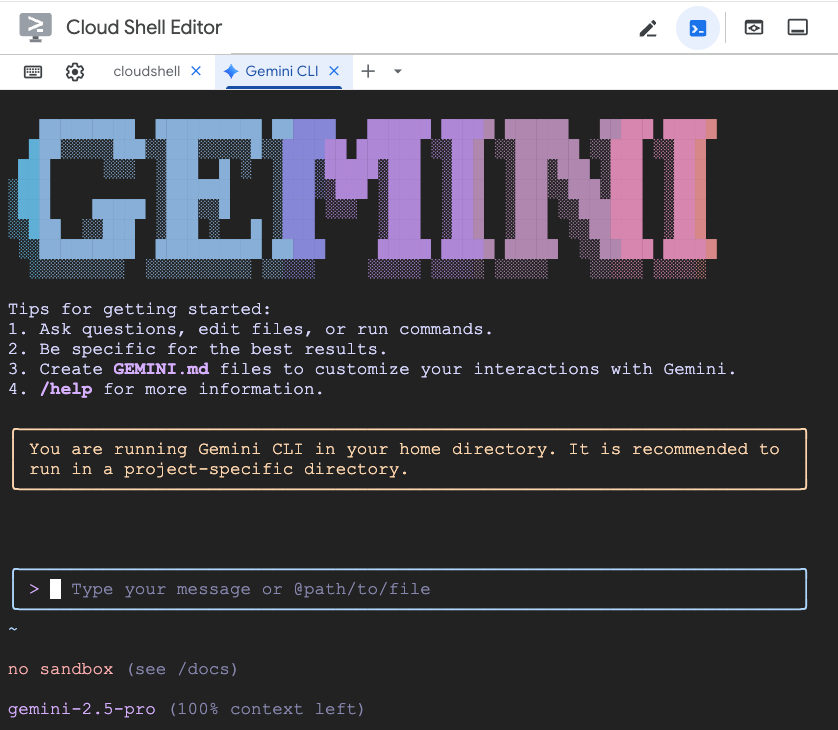 Cloud Shell Editor
cloudshell
Gemini CLI
GEMINI
Tips for getting started:
1. Ask questions, edit files, or run commands.
2. Be specific for the best results.
3. Create GEMINI.md files to customize your interactions with Gemini.
4. /help for more information.
You are running Gemini CLI in your home directory. It is recommended to
run in a project-specific directory.
> Type your message or @path/to/file
~
no sandbox (see /docs)
gemini-2.5-pro (100% context left)